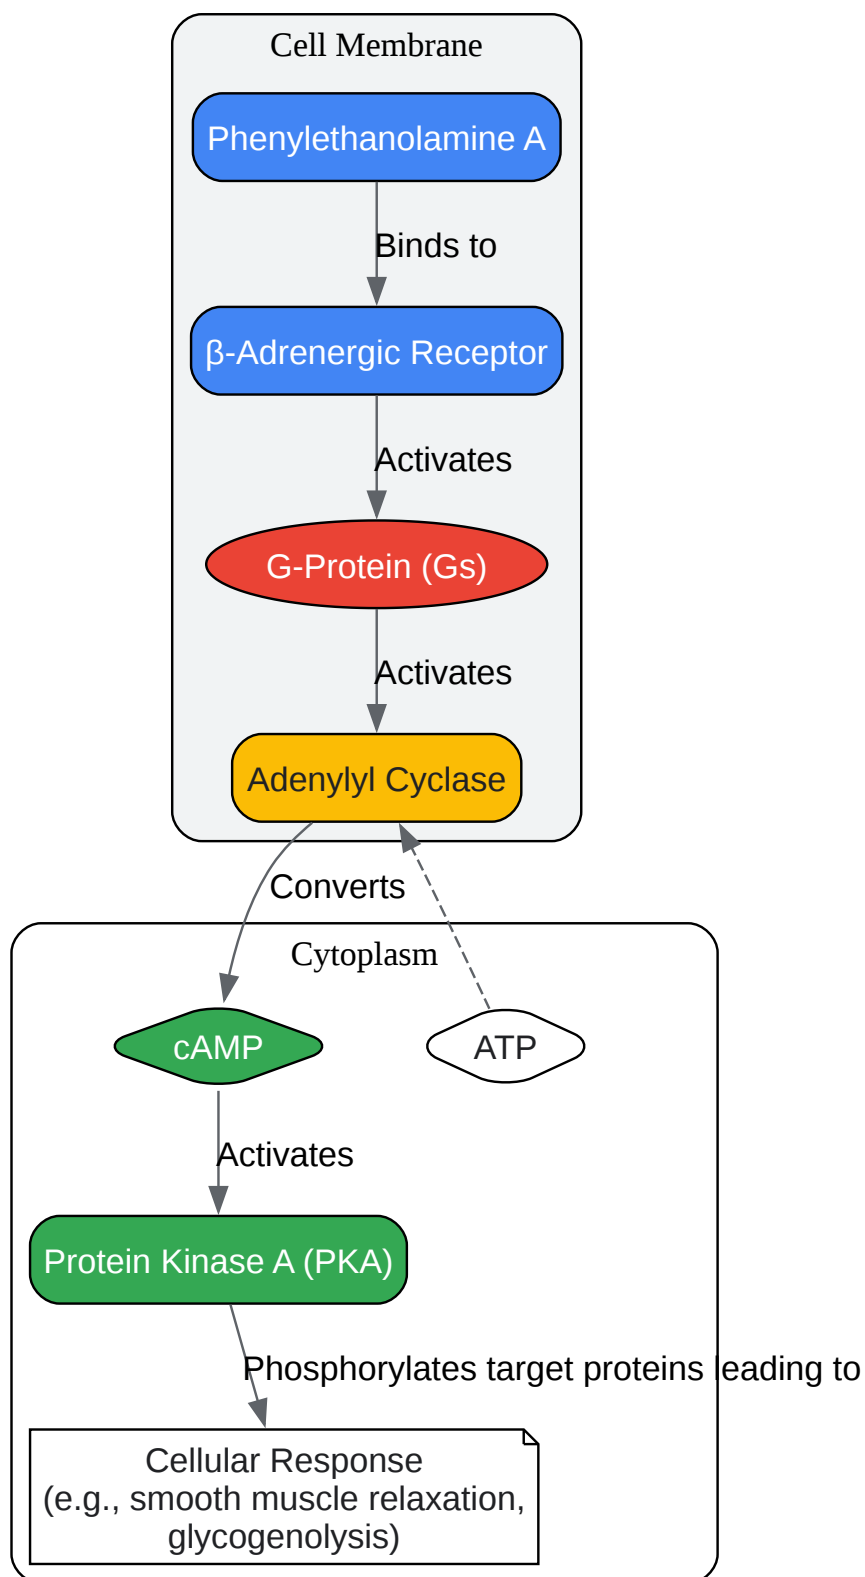 Cell Membrane
Phenylethanolamine A
Binds to
β-Adrenergic Receptor
Activates
G-Protein (Gs)
Activates
Adenylyl Cyclase
Converts
Cytoplasm
cAMP
ATP
Activates
Protein Kinase A (PKA)
Phosphorylates target proteins leading to
Cellular Response
(e.g., smooth muscle relaxation,
glycogenolysis)